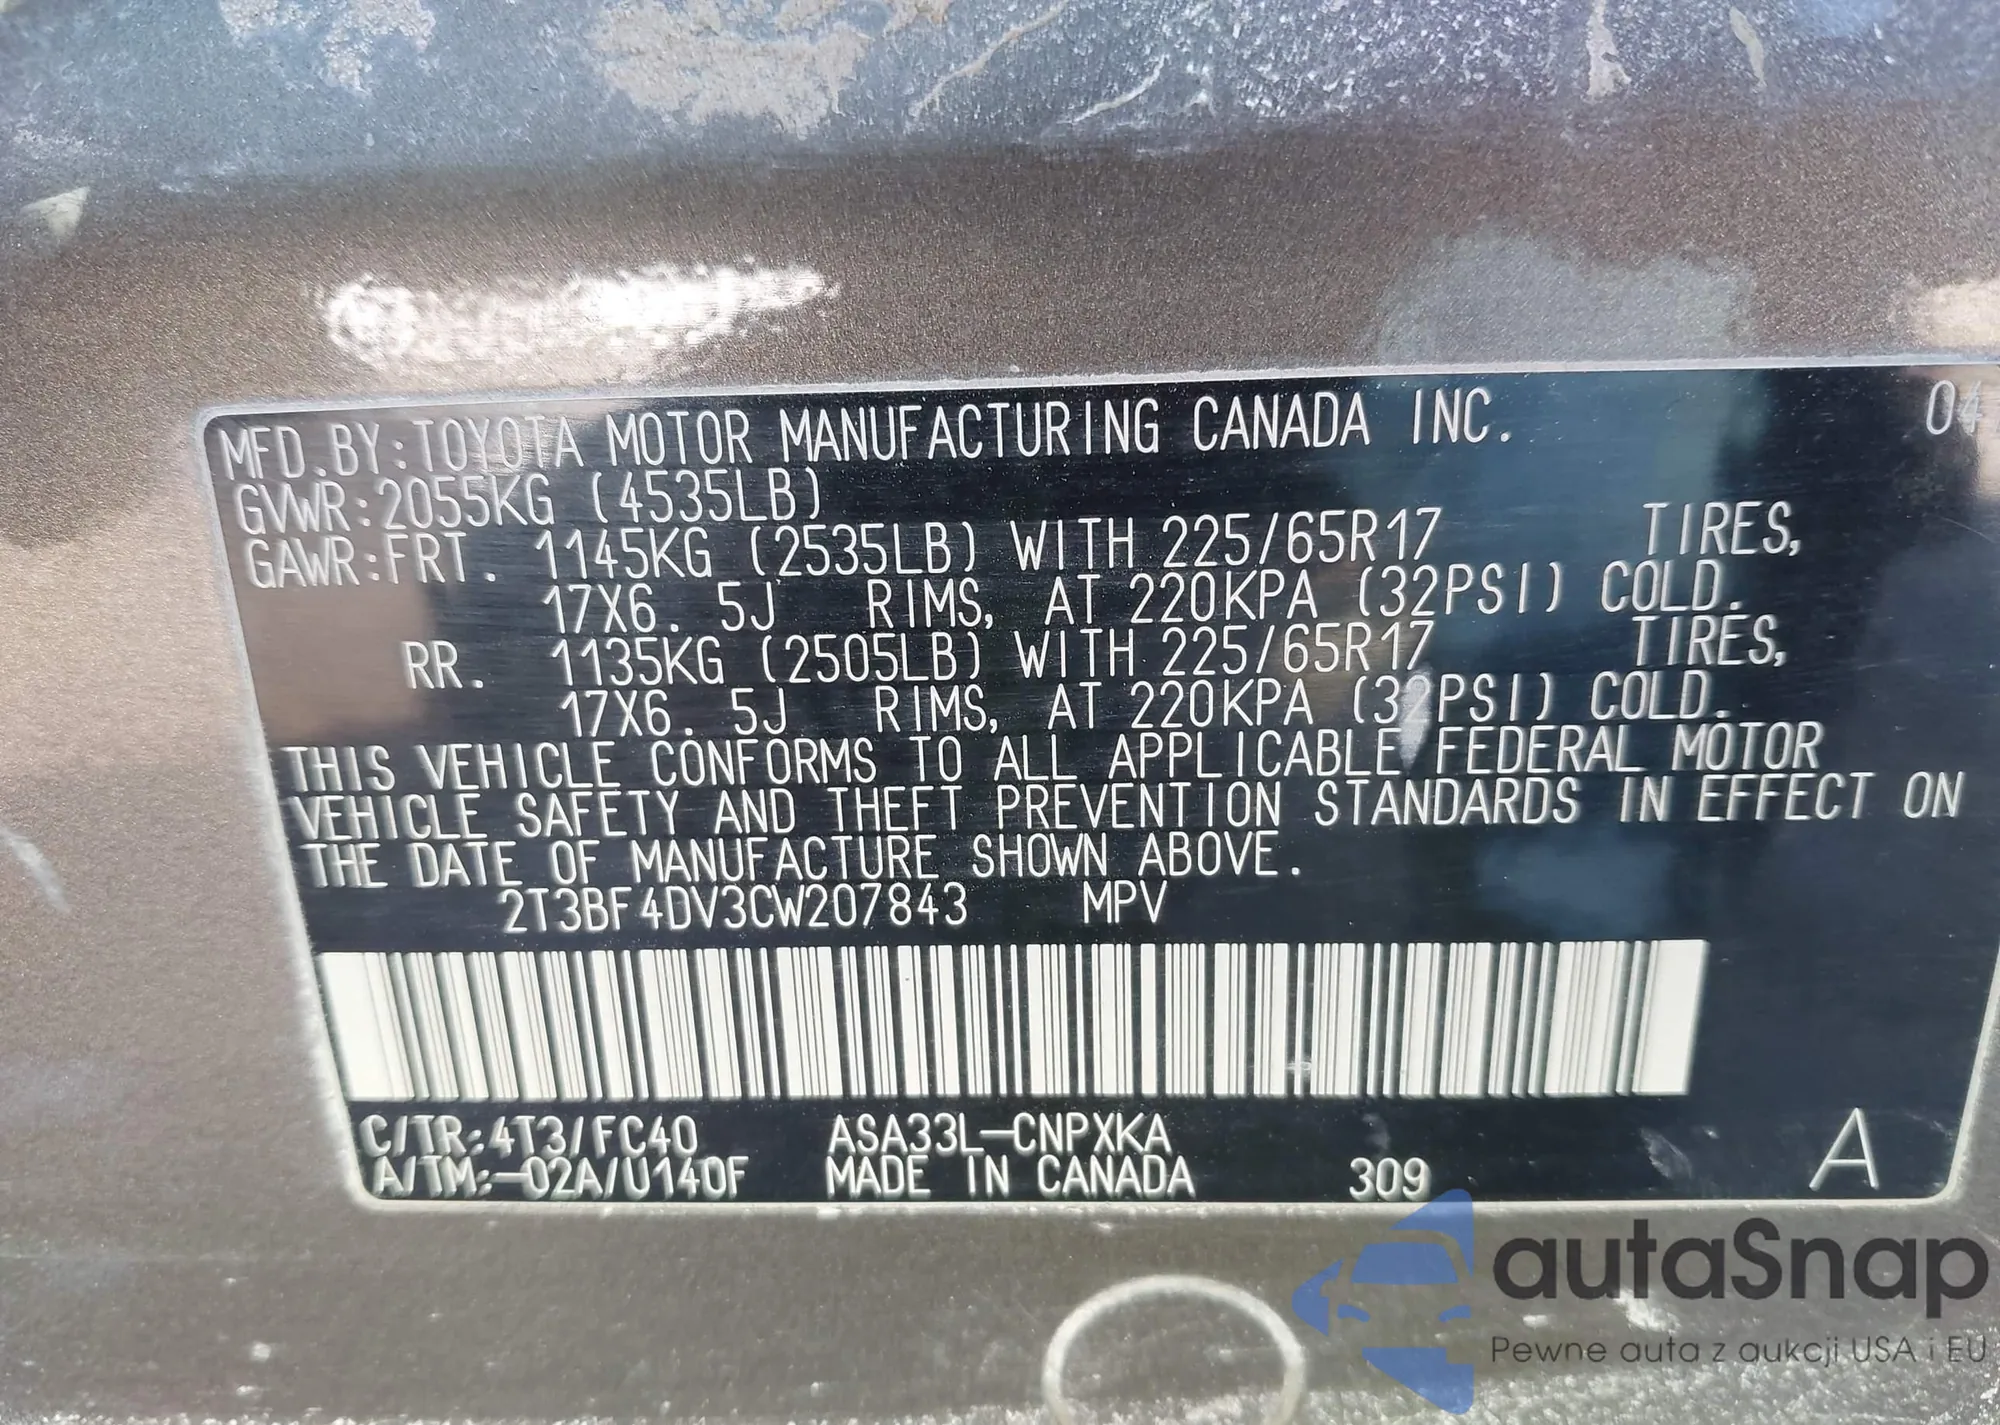 MFD.BY:TOYOTA MOTOR MANUFACTURING CANADA INC. 04
GVWR:2055KG (4535LB)
GAWR:FRT. 1145KG (2535LB) WITH 225/65R17 TIRES,
17X6. 5J RIMS, AT 220KPA (32PSI) COLD.
RR. 1135KG (2505LB) WITH 225/65R17 TIRES,
17X6. 5J RIMS, AT 220KPA (32PSI) COLD.
THIS VEHICLE CONFORMS TO ALL APPLICABLE FEDERAL MOTOR
VEHICLE SAFETY AND THEFT PREVENTION STANDARDS IN EFFECT ON
THE DATE OF MANUFACTURE SHOWN ABOVE.
2T3BF4DV3CW207843 MPV
C/TR:4T3/FC40 ASA33L-CNPXKA
A/TM:-02A/U140F MADE IN CANADA 309 A
autaSnap
Pewne auta z aukcji USA i EU